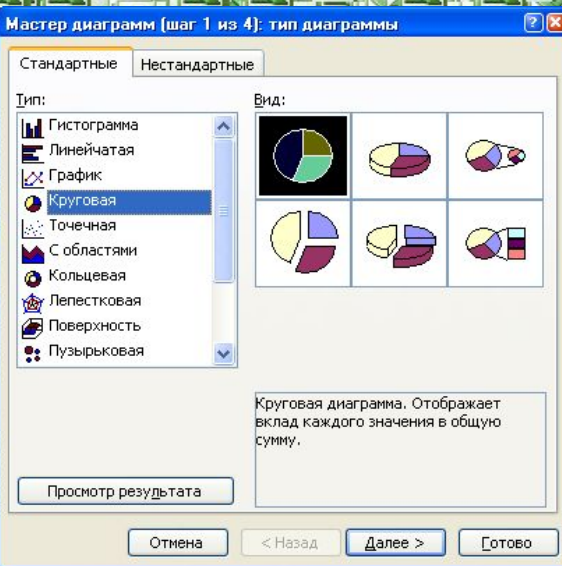 Мастер диаграмм (шаг 1 из 4): тип диаграммы
Стандартные Нестандартные
Тип:
Вид:
Гистограмма
Линейчатая
График
Круговая
Точечная
С областями
Кольцевая
Лепестковая
Поверхность
Пузырьковая
Круговая диаграмма. Отображает
вклад каждого значения в общую
сумму.
Просмотр результата
Отмена < Назад Далее > Готово